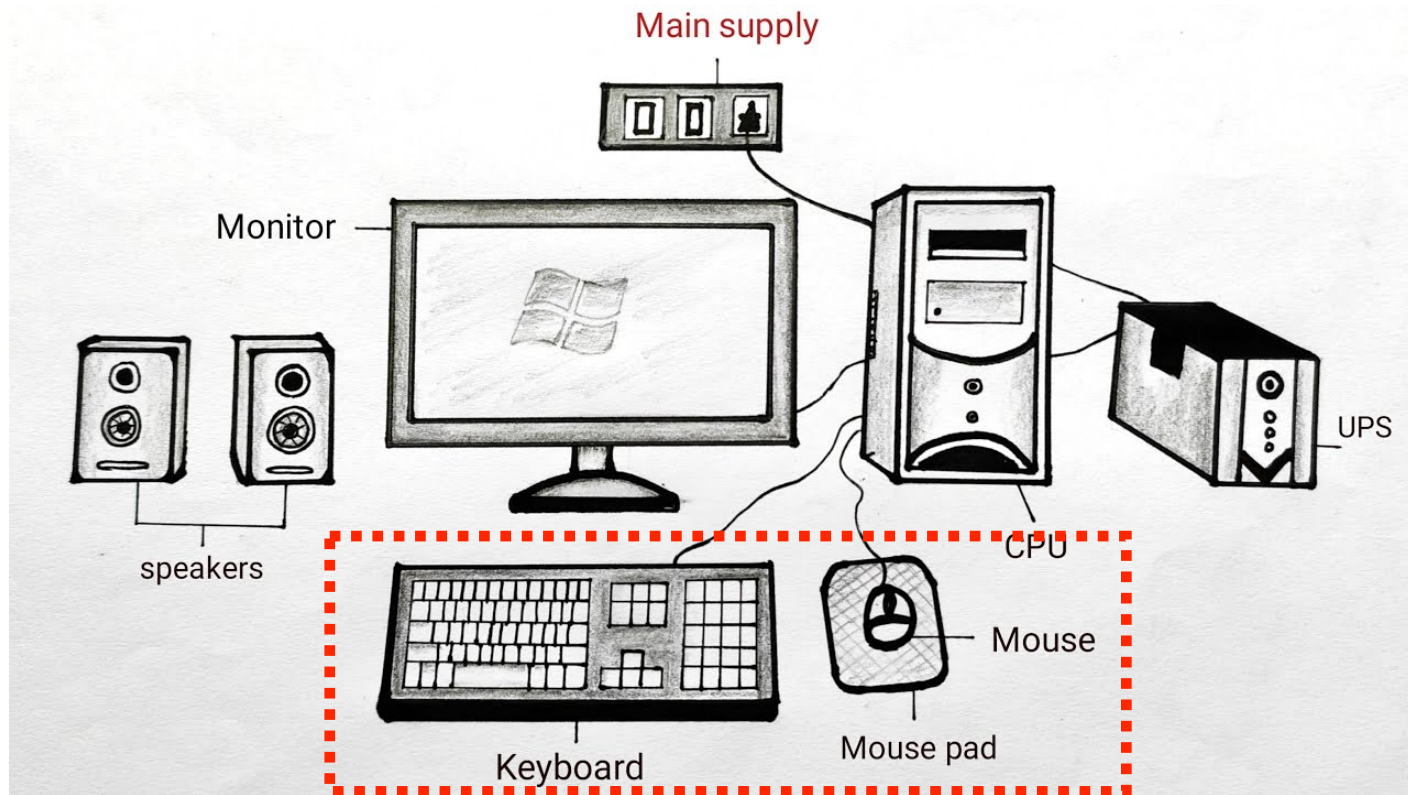 Main supply
Monitor
UPS
speakers
CPU
Mouse
Mouse pad
Keyboard